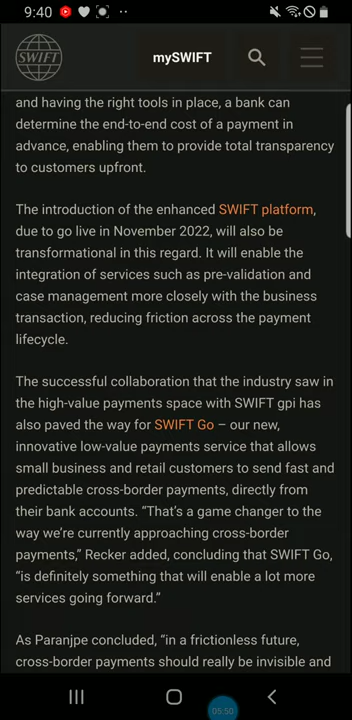 9:40
SWIFT
mySWIFT
and having the right tools in place, a bank can
determine the end-to-end cost of a payment in
advance, enabling them to provide total transparency
to customers upfront.
The introduction of the enhanced SWIFT platform,
due to go live in November 2022, will also be
transformational in this regard. It will enable the
integration of services such as pre-validation and
case management more closely with the business
transaction, reducing friction across the payment
lifecycle.
The successful collaboration that the industry saw in
the high-value payments space with SWIFT gpi has
also paved the way for SWIFT Go – our new,
innovative low-value payments service that allows
small business and retail customers to send fast and
predictable cross-border payments, directly from
their bank accounts. “That’s a game changer to the
way we’re currently approaching cross-border
payments,” Recker added, concluding that SWIFT Go,
“is definitely something that will enable a lot more
services going forward.”
As Paranjpe concluded, “in a frictionless future,
cross-border payments should really be invisible and
05:50